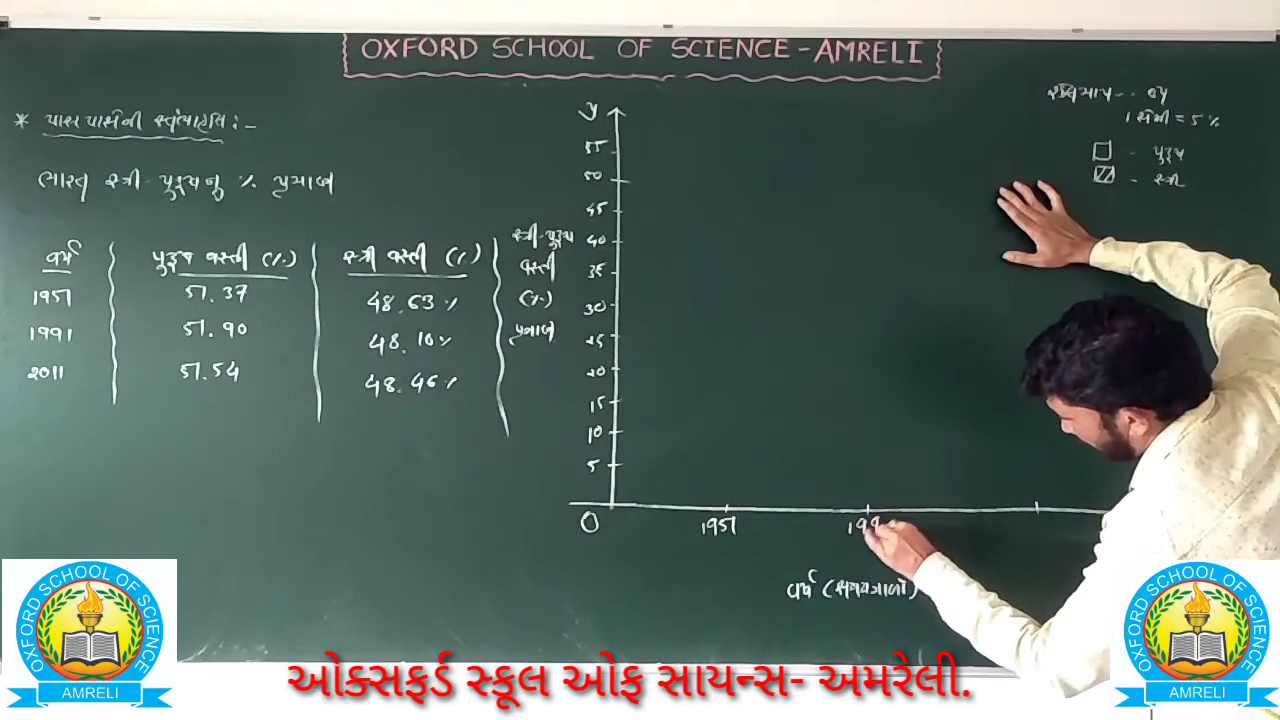 OXFORD SCHOOL OF SCIENCE-AMRELI
* પાસ પાસેની સ્તંભાકૃતિ :-
ભારત સ્ત્રી-પુરૂષનુ % પ્રમાણ
વર્ષ પુરૂષ વસ્તી (%) સ્ત્રી વસ્તી (%)
1951 51.37 48.63 %
1991 51.90 48.10 %
2011 51.54 48.46 %
સ્ત્રી-પુરૂષ
વસ્તી
(%)
પ્રમાણ
y
55
50
45
40
35
30
25
20
15
10
5
0
1951 199
વર્ષ
1 સેમી = 5 %
- પુરૂષ
- સ્ત્રી
OXFORD SCHOOL OF SCIENCE
AMRELI
OXFORD SCHOOL OF SCIENCE
AMRELI
ઓક્સફર્ડ સ્કૂલ ઓફ સાયન્સ- અમરેલી.